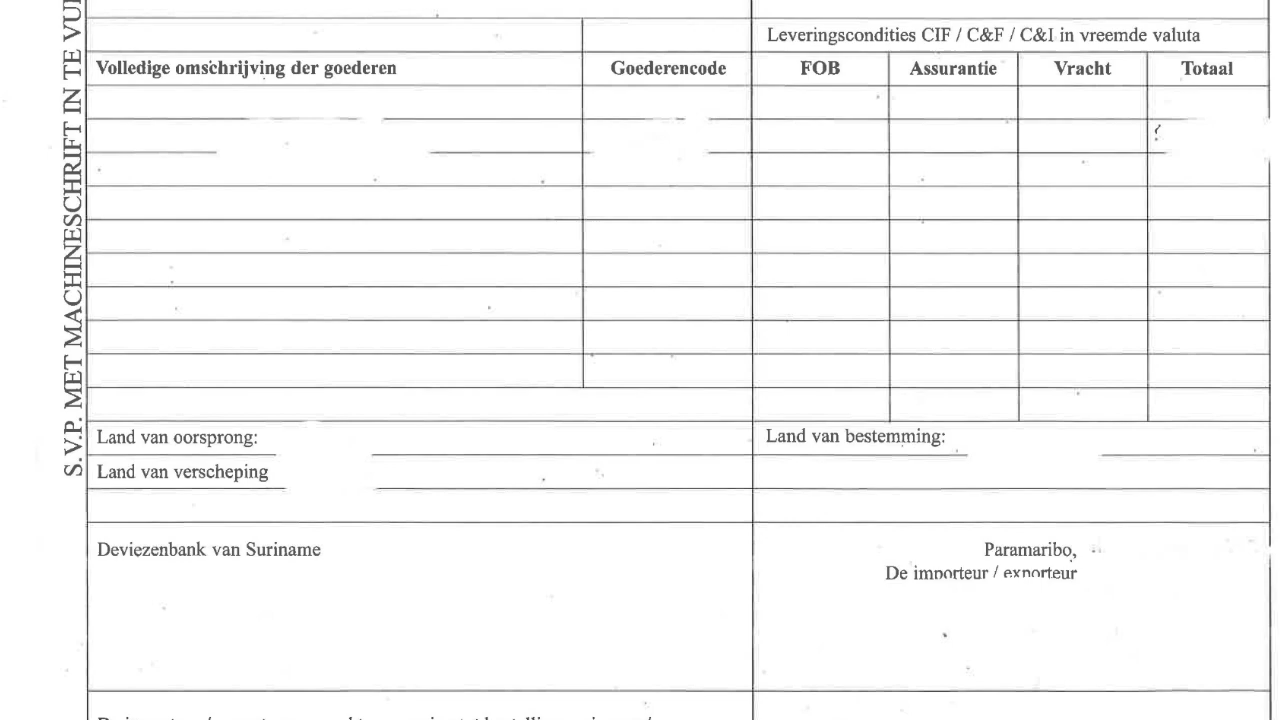 S.V.P. MET MACHINESCHRIFT IN TE
Leveringscondities CIF / C&F / C&I in vreemde valuta
Volledige omschrijving der goederen Goederencode FOB Assurantie Vracht Totaal
Land van oorsprong: Land van bestemming:
Land van verscheping
Deviezenbank van Suriname Paramaribo,
De importeur / exporteur